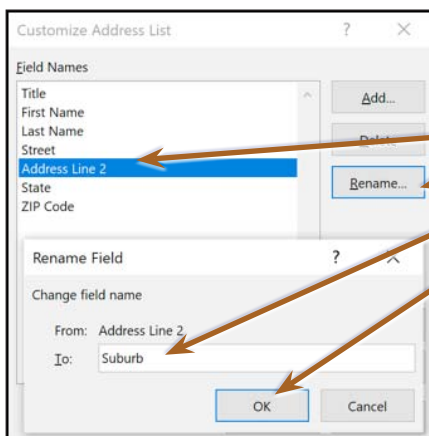 Customize Address List ?
Field Names
Title
First Name
Last Name
Street
Address Line 2
State
ZIP Code
Add...
Delete
Rename...
Rename Field ?
Change field name
From: Address Line 2
To: Suburb
OK
Cancel